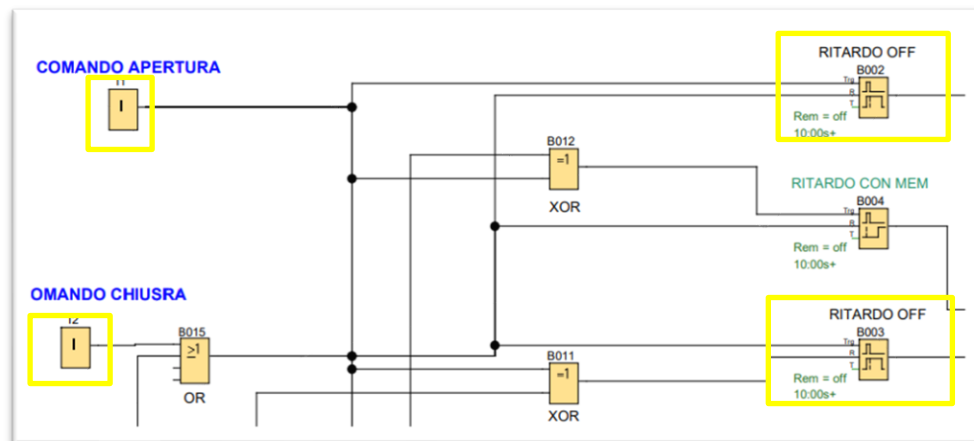 RITARDO OFF
COMANDO APERTURA
B002
I1
Trg
I
R
T
Rem = off
10:00s+
B012
=1
RITARDO CON MEM
XOR
B004
Trg
R
T
Rem = off
10:00s+
OMANDO CHIUSRA
RITARDO OFF
I2
B015
B003
I
≥1
Trg
B011
R
=1
T
OR
Rem = off
XOR
10:00s+